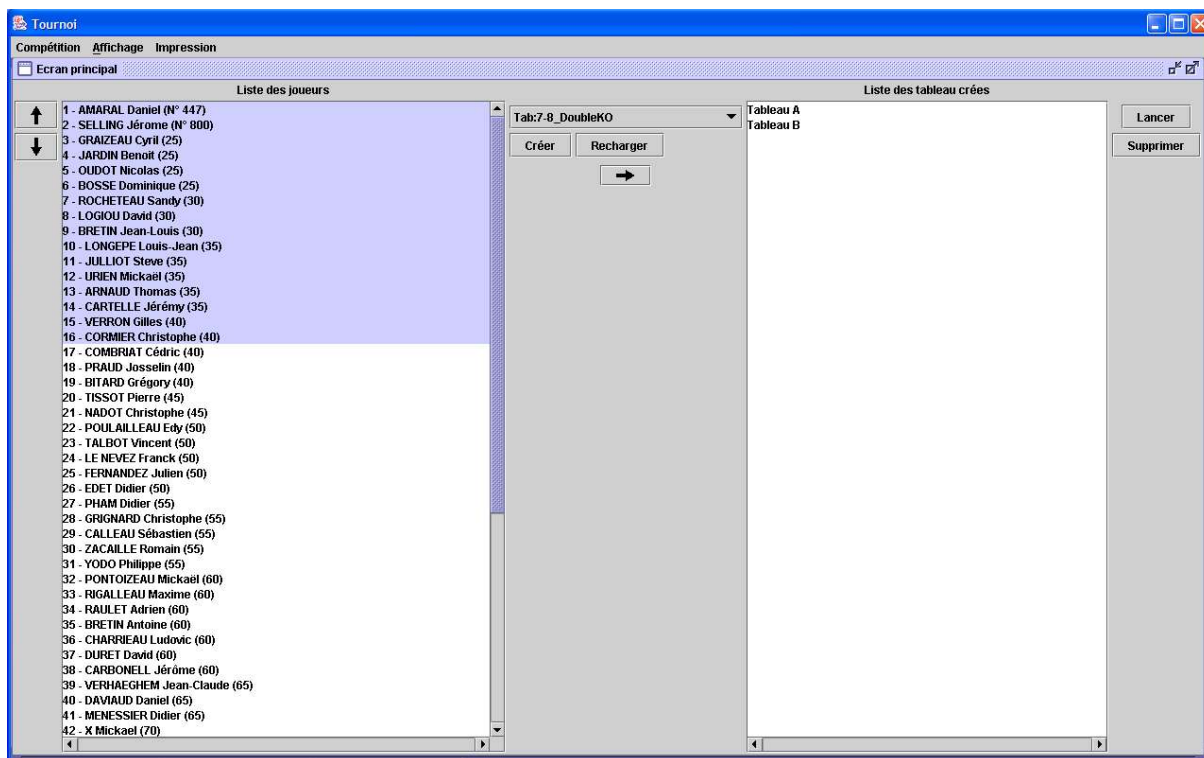 Tournoi
Compétition Affichage Impression
Ecran principal
Liste des joueurs
Liste des tableau crées
1 - AMARAL Daniel (N° 447)
2 - SELLING Jérome (N° 800)
3 - GRAIZEAU Cyril (25)
4 - JARDIN Benoit (25)
5 - OUDOT Nicolas (25)
6 - BOSSE Dominique (25)
7 - ROCHETEAU Sandy (30)
8 - LOGIOU David (30)
9 - BRETIN Jean-Louis (30)
10 - LONGEPE Louis-Jean (35)
11 - JULLIOT Steve (35)
12 - URIEN Mickaël (35)
13 - ARNAUD Thomas (35)
14 - CARTELLE Jérémy (35)
15 - VERRON Gilles (40)
16 - CORMIER Christophe (40)
17 - COMBRIAT Cédric (40)
18 - PRAUD Josselin (40)
19 - BITARD Grégory (40)
20 - TISSOT Pierre (45)
21 - NADOT Christophe (45)
22 - POULAILLEAU Edy (50)
23 - TALBOT Vincent (50)
24 - LE NEVEZ Franck (50)
25 - FERNANDEZ Julien (50)
26 - EDET Didier (50)
27 - PHAM Didier (55)
28 - GRIGNARD Christophe (55)
29 - CALLEAU Sébastien (55)
30 - ZACAILLE Romain (55)
31 - YODO Philippe (55)
32 - PONTOIZEAU Mickaël (60)
33 - RIGALLEAU Maxime (60)
34 - RAULET Adrien (60)
35 - BRETIN Antoine (60)
36 - CHARRIEAU Ludovic (60)
37 - DURET David (60)
38 - CARBONELL Jérôme (60)
39 - VERHAEGHEM Jean-Claude (65)
40 - DAVIAUD Daniel (65)
41 - MENESSIER Didier (65)
42 - X Mickael (70)
Tab:7-8_DoubleKO
Créer Recharger
Tableau A
Tableau B
Lancer
Supprimer